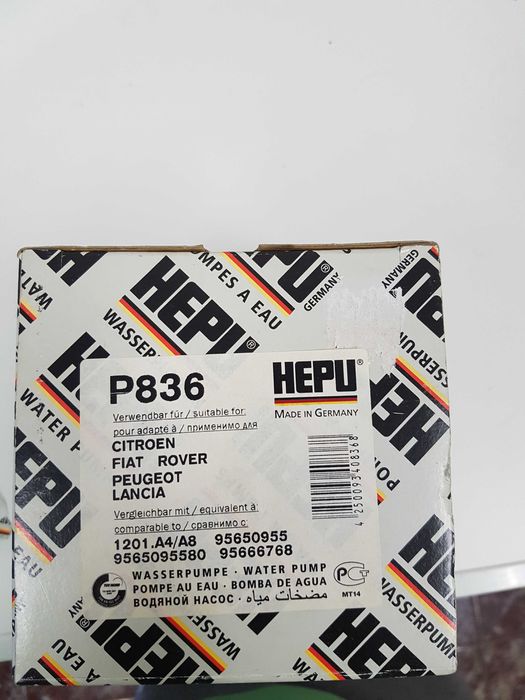 POMPES A EAU
GERMANY
HEPU®
WASSERPUMPE
WATER PUMP
P836
HEPU®
MADE IN GERMANY
Verwendbar für / suitable for:
pour adapté à / применимо для
CITROEN
FIAT ROVER
PEUGEOT
LANCIA
Vergleichbar mit / equivalent à
comparable to / сравнимо с:
1201.A4/A8 95650955
9565095580 95666768
4250093408368
WASSERPUMPE · WATER PUMP
POMPE AU EAU · BOMBA DE AGUA
ВОДЯНОЙ НАСОС · مضخات مياه
MT14
HEPU
WASSERPUMPE